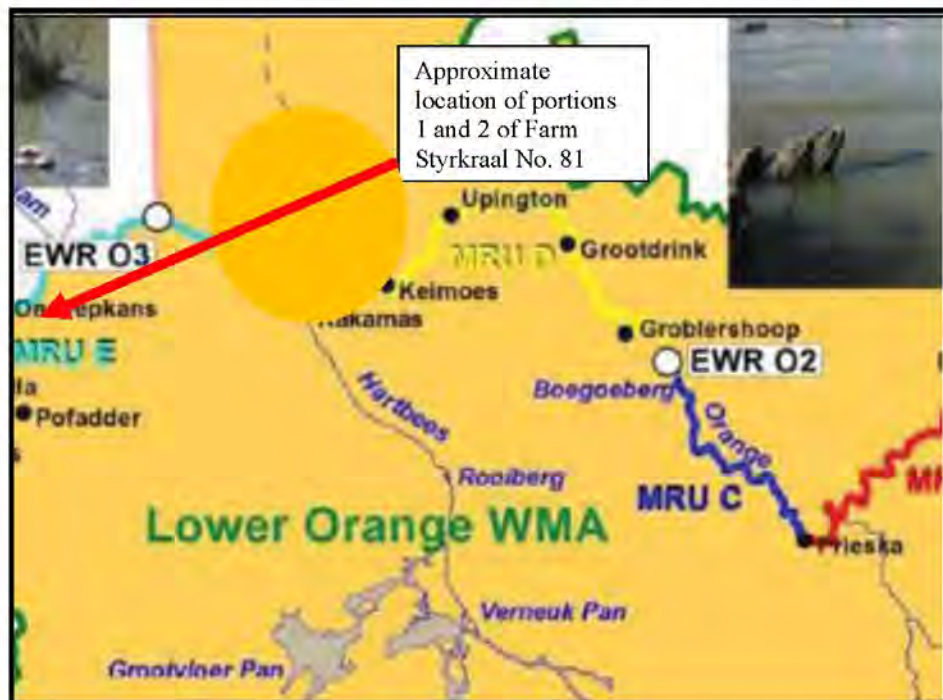 Approximate
location of portions
1 and 2 of Farm
Styrkraal No. 81
Upington
EWR O3
MRU D
Grootdrink
Keimoes
Groblershoop
MRU E
EWR O2
Boegoeberg
Pofadder
Hartbees
Orange
Rooiberg
MRU C
Lower Orange WMA
Prieska
Verneuk Pan
Grootvloer Pan